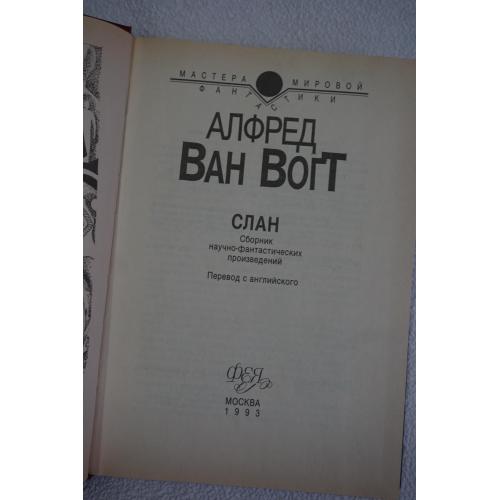 МАСТЕРА МИРОВОЙ
ФАНТАСТИКИ
АЛФРЕД
ВАН ВОГТ
СЛАН
Сборник
научно-фантастических
произведений
Перевод с английского
ФЕЯ
МОСКВА
1993